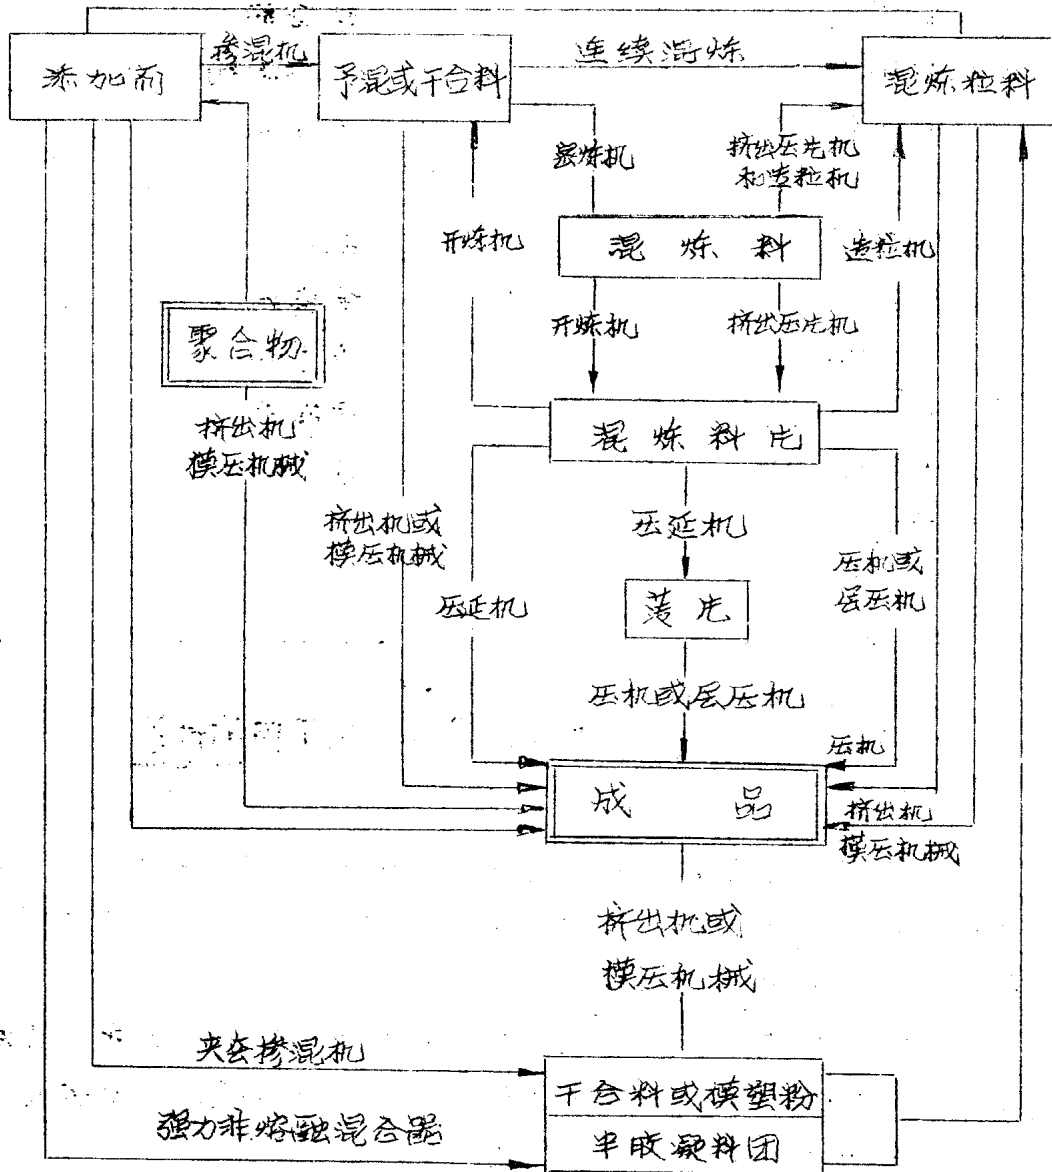 添加剂
掺混机
予混或干合料
连续混炼
混炼粒料
密炼机
挤出压片机
和造粒机
开炼机
混炼料
造粒机
开炼机
挤出压片机
聚合物
挤出机
模压机械
混炼料片
挤出机或
模压机械
压延机
压机或
层压机
压延机
薄片
压机或层压机
压机
成品
挤出机
模压机械
挤出机或
模压机械
夹套掺混机
干合料或模塑粉
强力非熔融混合器
半胶凝料团